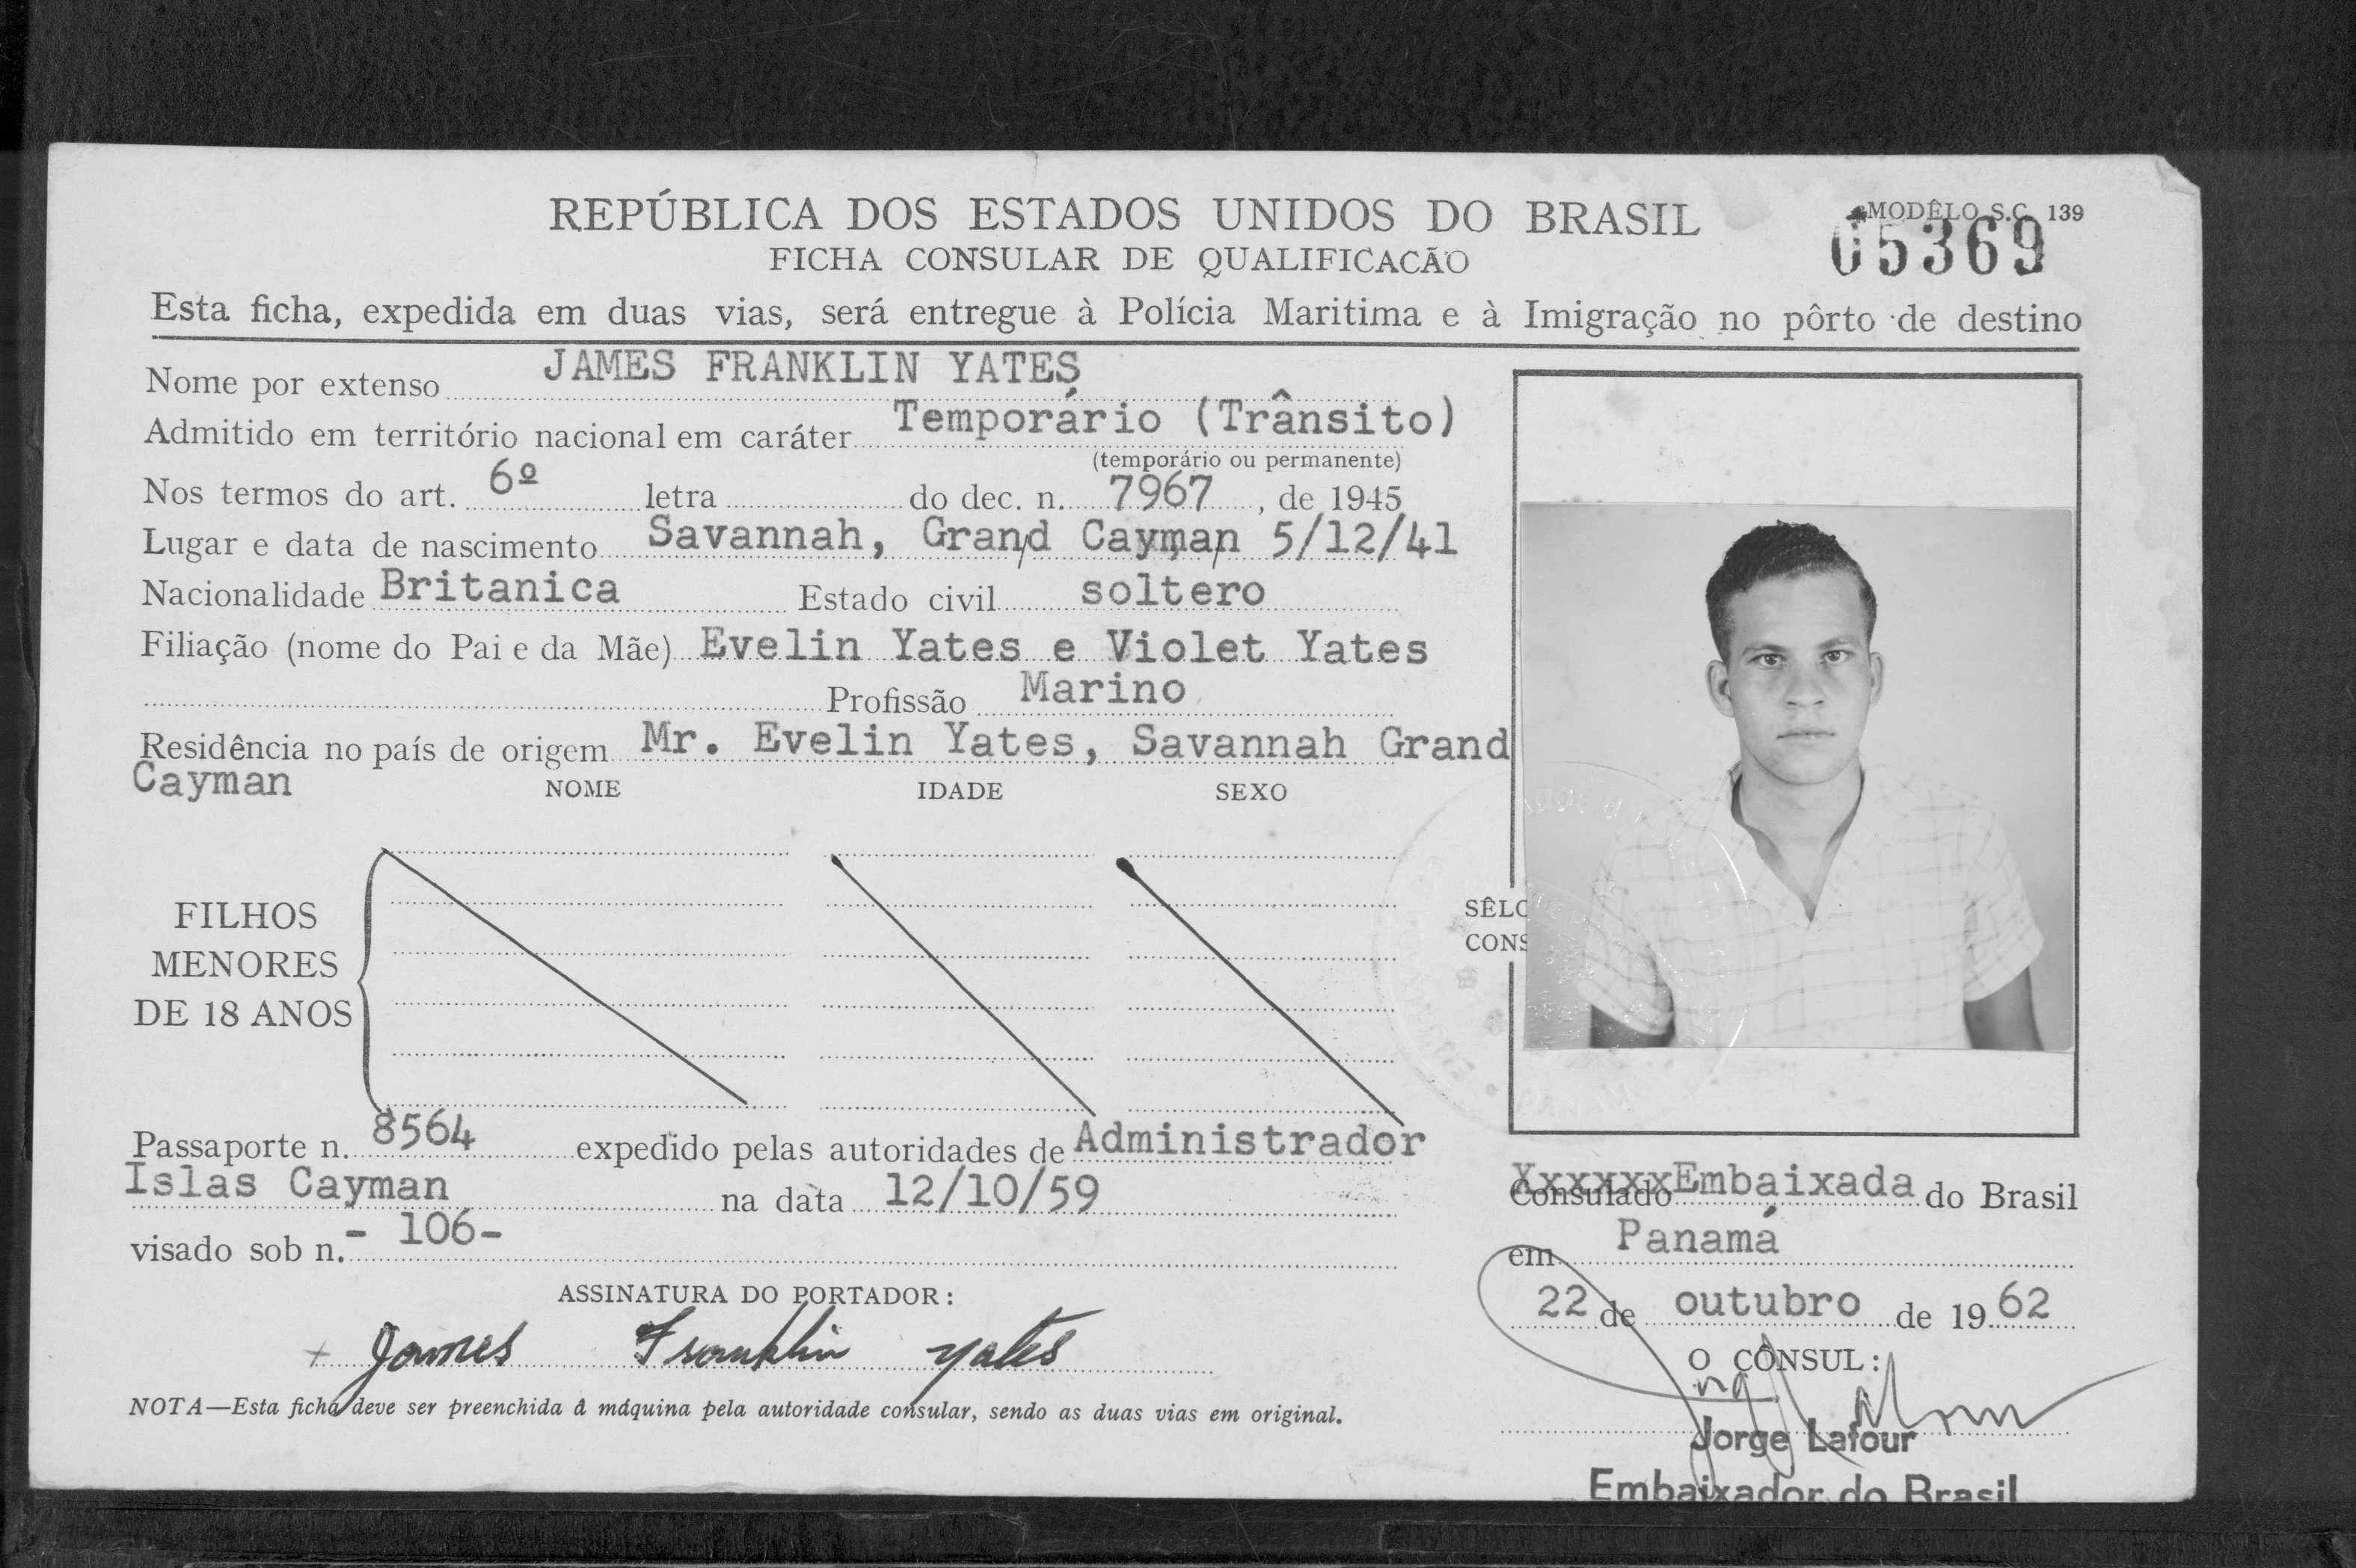 REPÚBLICA DOS ESTADOS UNIDOS DO BRASIL
MODÊLO S.C. 139
05369
FICHA CONSULAR DE QUALIFICACÃO
Esta ficha, expedida em duas vias, será entregue à Polícia Maritima e à Imigração no pôrto de destino
Nome por extenso JAMES FRANKLIN YATES
Admitido em território nacional em caráter Temporário (Trânsito)
(temporário ou permanente)
Nos termos do art. 6º letra do dec. n. 7967, de 1945
Lugar e data de nascimento Savannah, Grand Cayman 5/12/41
Nacionalidade Britanica Estado civil soltero
Filiação (nome do Pai e da Mãe) Evelin Yates e Violet Yates
Profissão Marino
Residência no país de origem Mr. Evelin Yates, Savannah Grand
Cayman
NOME IDADE SEXO
FILHOS
MENORES
DE 18 ANOS
SÊLO
CONS
Passaporte n. 8564 expedido pelas autoridades de Administrador
Islas Cayman na data 12/10/59
visado sob n. - 106-
ASSINATURA DO PORTADOR:
+ James Franklin Yates
NOTA—Esta ficha deve ser preenchida à máquina pela autoridade consular, sendo as duas vias em original.
Consulado Xxxxxxx Embaixada do Brasil
em Panamá
22 de outubro de 1962
O CÔNSUL:
Jorge Latour
Embaixador do Brasil